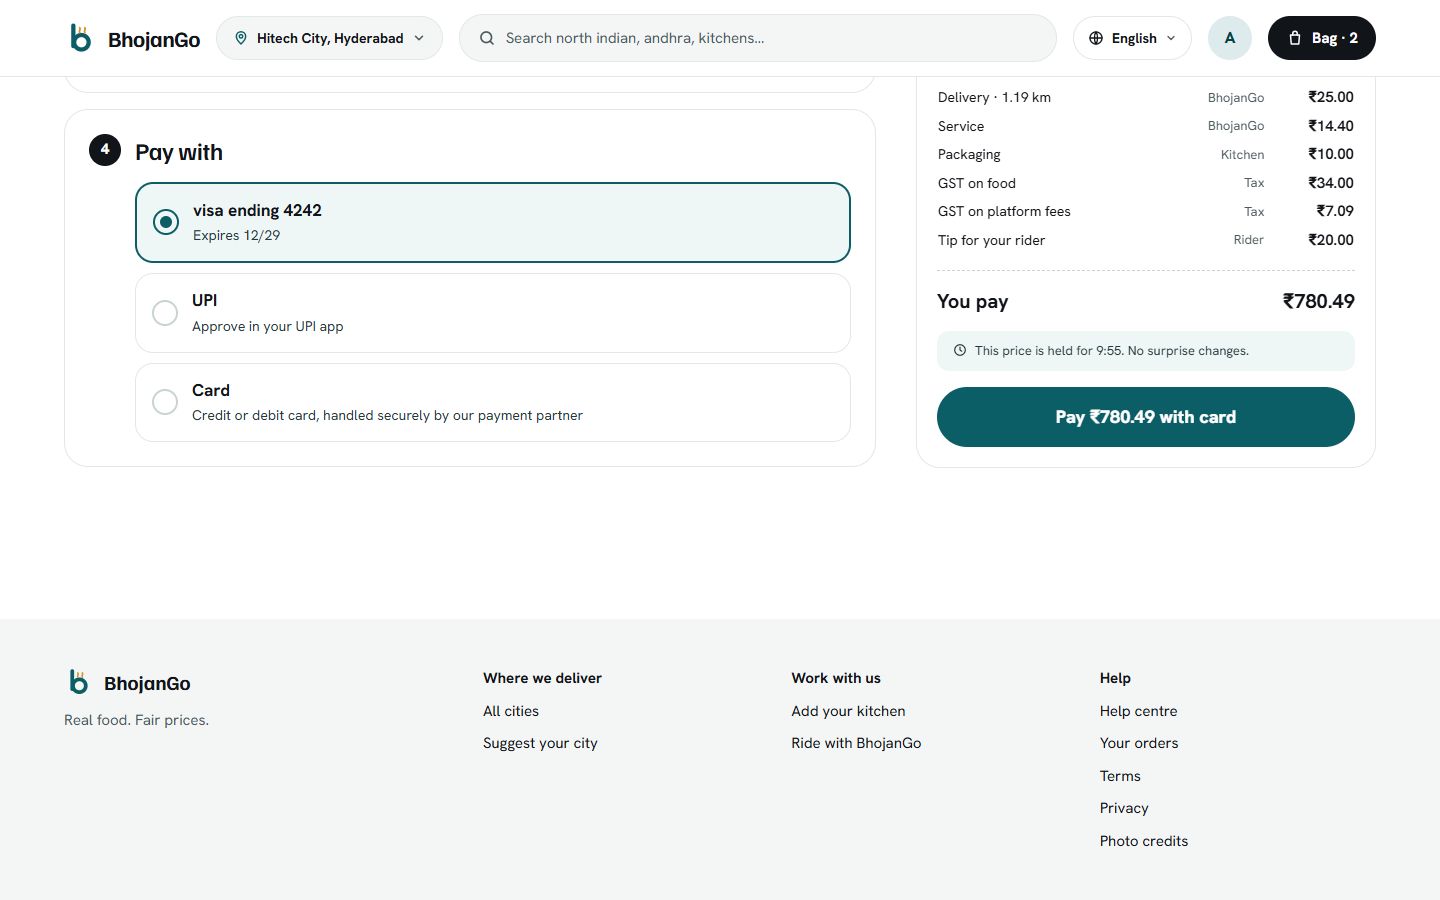 BhojanGo
Hitech City, Hyderabad
Search north indian, andhra, kitchens...
English
A
Bag · 2
4
Pay with
visa ending 4242
Expires 12/29
UPI
Approve in your UPI app
Card
Credit or debit card, handled securely by our payment partner
Delivery · 1.19 km BhojanGo ₹25.00
Service BhojanGo ₹14.40
Packaging Kitchen ₹10.00
GST on food Tax ₹34.00
GST on platform fees Tax ₹7.09
Tip for your rider Rider ₹20.00
You pay ₹780.49
This price is held for 9:55. No surprise changes.
Pay ₹780.49 with card
BhojanGo
Real food. Fair prices.
Where we deliver
All cities
Suggest your city
Work with us
Add your kitchen
Ride with BhojanGo
Help
Help centre
Your orders
Terms
Privacy
Photo credits